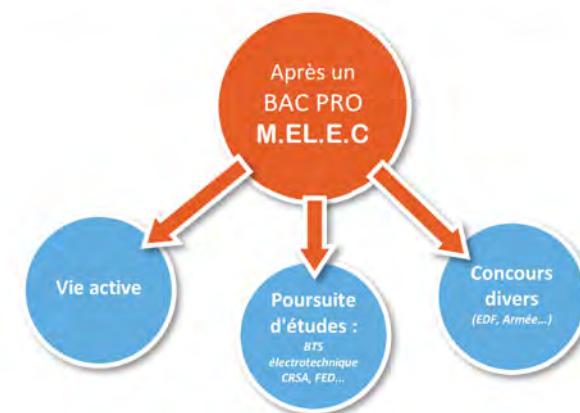 Après un
BAC PRO
M.EL.E.C
Vie active
Poursuite
d'études :
BTS
électrotechnique
CRSA, FED...
Concours
divers
(EDF, Armée...)